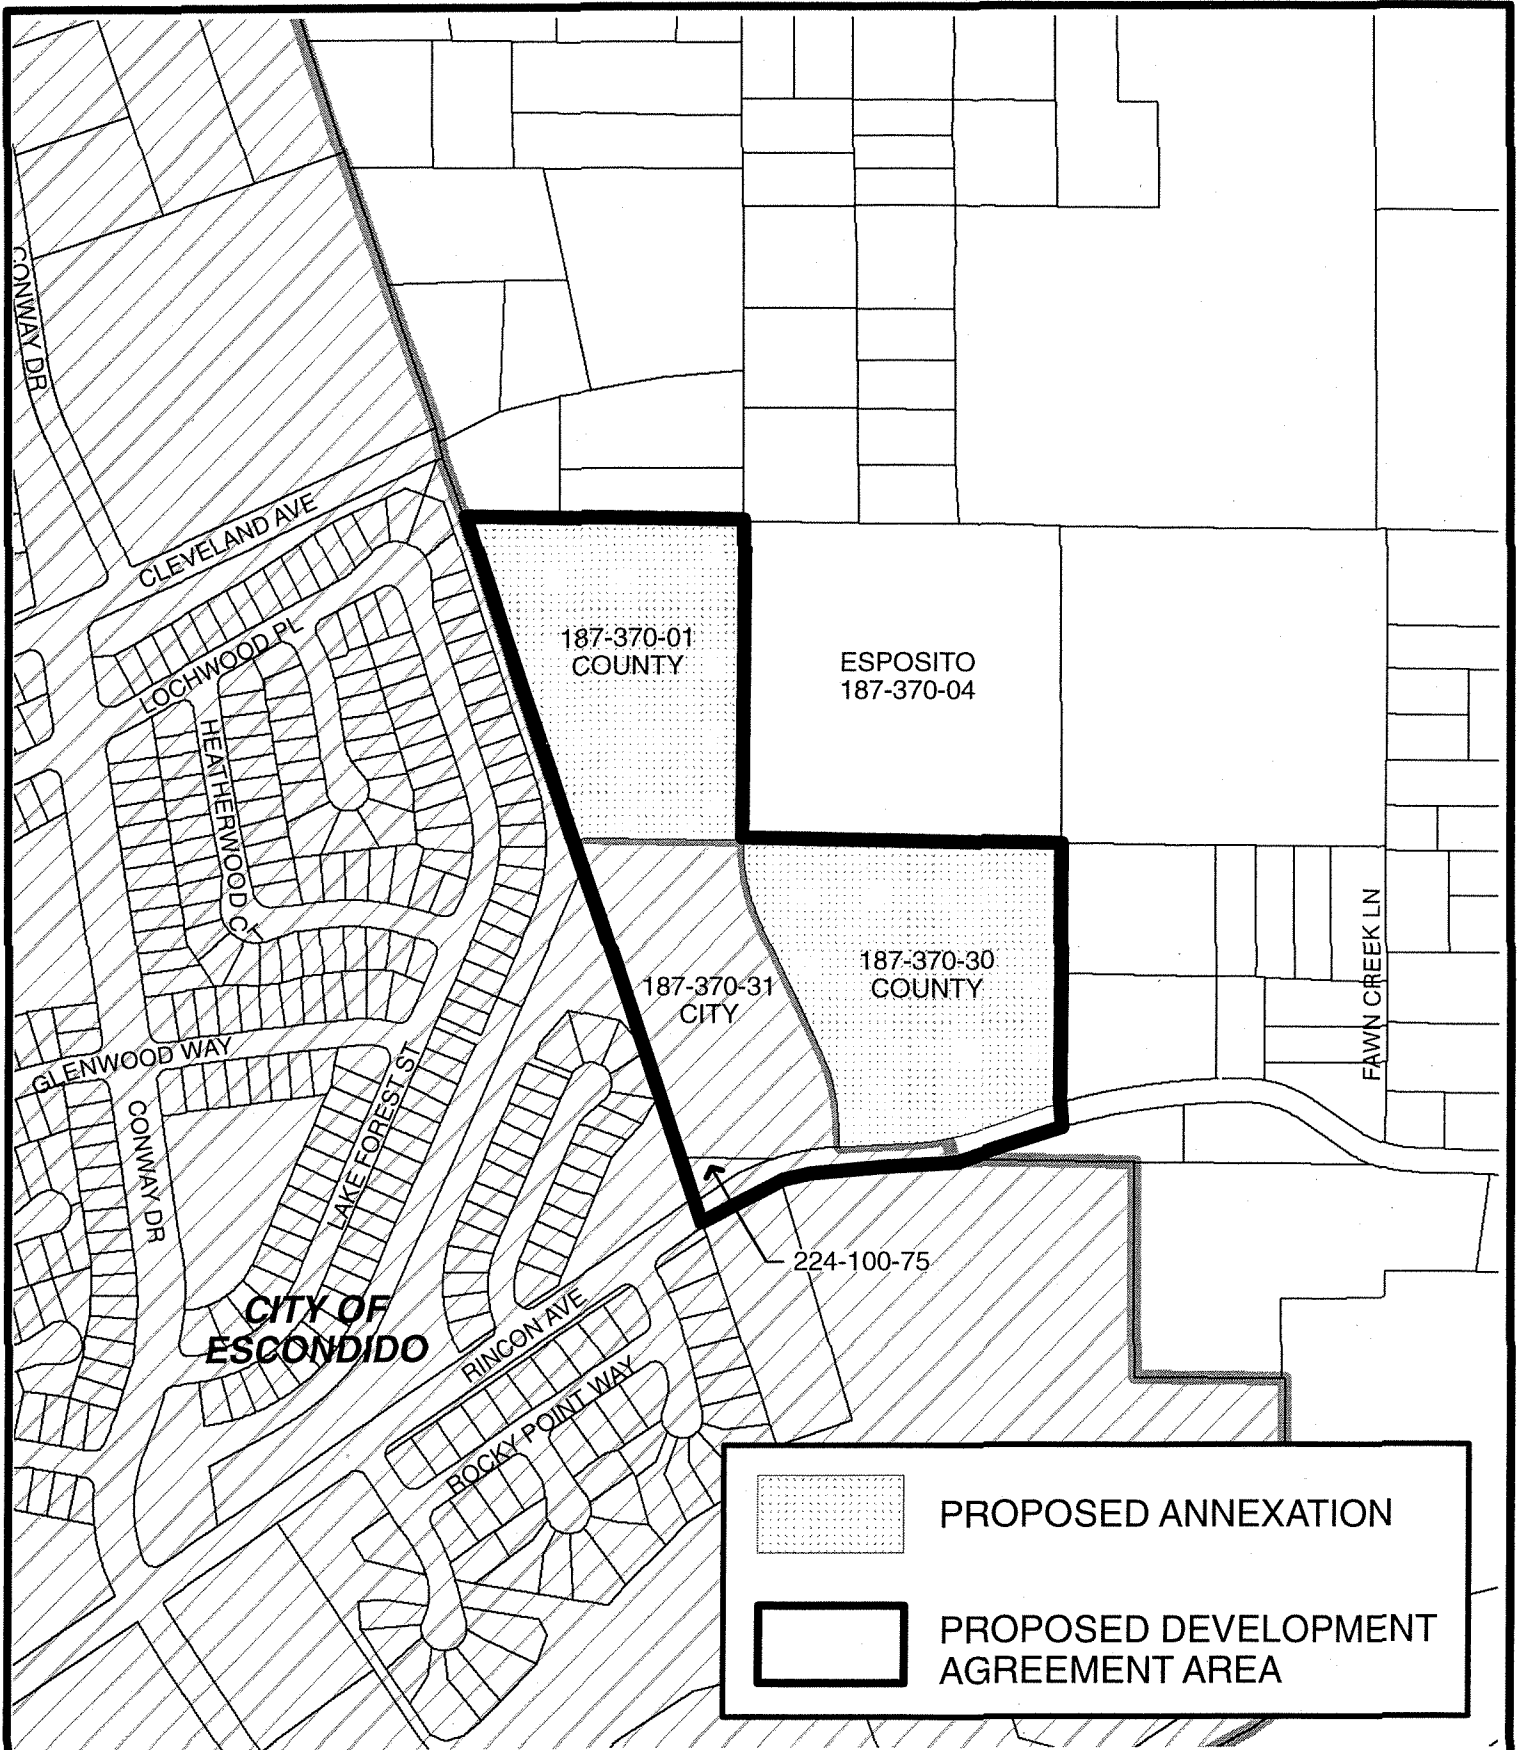 CONWAY DR
CLEVELAND AVE
LOCHWOOD PL
187-370-01
COUNTY
ESPOSITO
187-370-04
HEATHERWOOD CT
187-370-31
CITY
187-370-30
COUNTY
FAWN CREEK LN
GLENWOOD WAY
CONWAY DR
LAKE FOREST ST
224-100-75
CITY OF
ESCONDIDO
RINCON AVE
ROCKY POINT WAY
PROPOSED ANNEXATION
PROPOSED DEVELOPMENT
AGREEMENT AREA